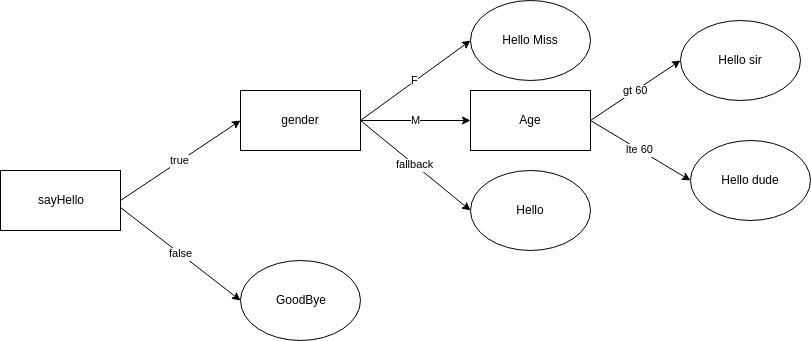 Hello Miss
Hello sir
F
gt 60
gender
M
Age
lte 60
true
fallback
Hello dude
sayHello
Hello
false
GoodBye